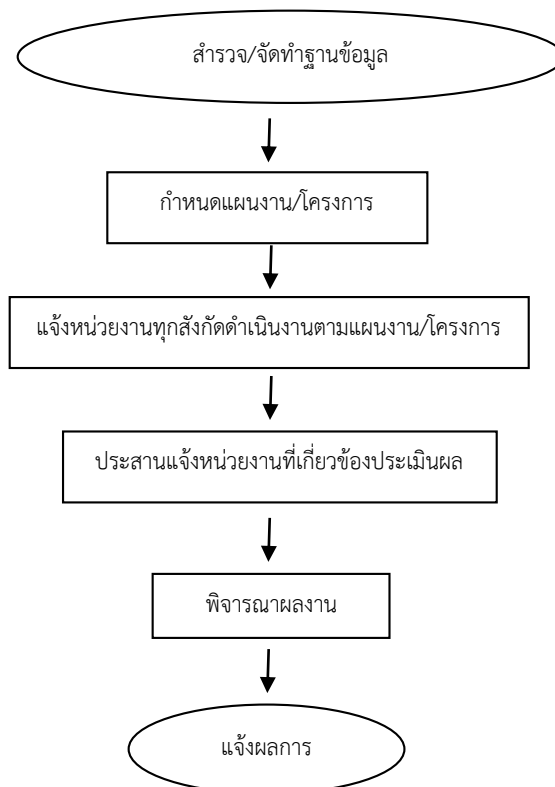 สำรวจ/จัดทำฐานข้อมูล
กำหนดแผนงาน/โครงการ
แจ้งหน่วยงานทุกสังกัดดำเนินงานตามแผนงาน/โครงการ
ประสานแจ้งหน่วยงานที่เกี่ยวข้องประเมินผล
พิจารณาผลงาน
แจ้งผลการ